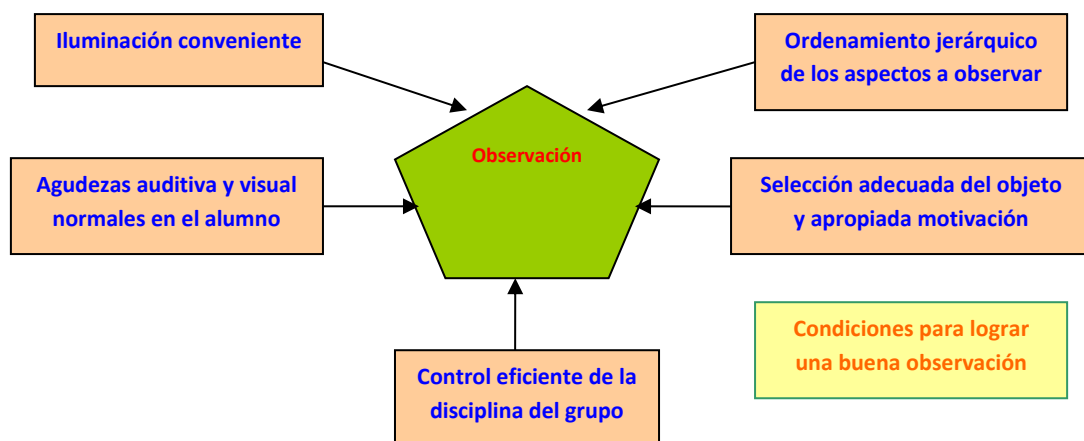 Iluminación conveniente
Ordenamiento jerárquico
de los aspectos a observar
Observación
Agudezas auditiva y visual
normales en el alumno
Selección adecuada del objeto
y apropiada motivación
Condiciones para lograr
una buena observación
Control eficiente de la
disciplina del grupo